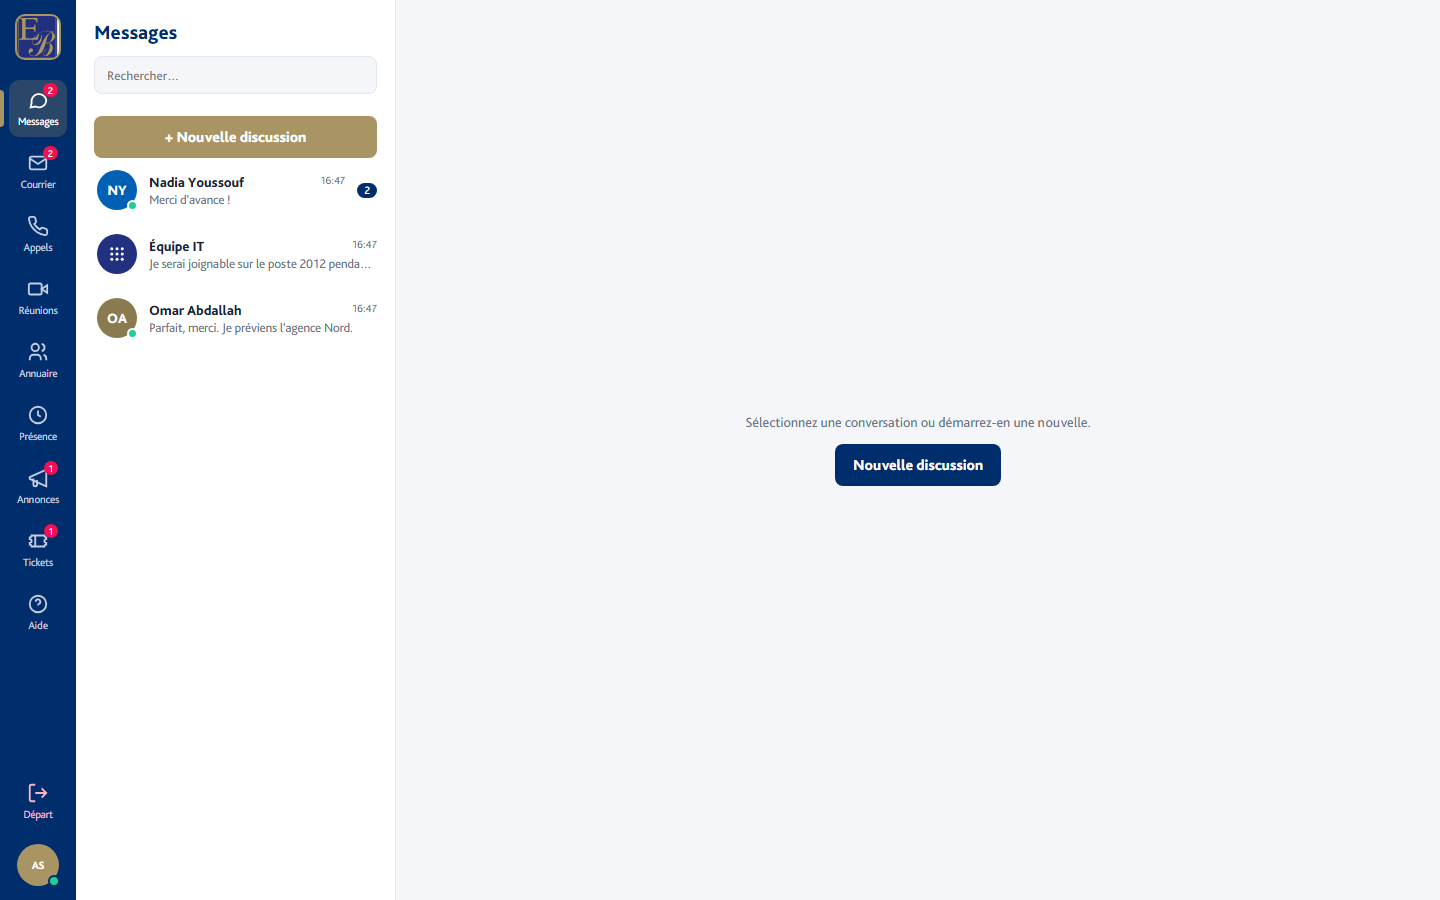 EB
2
Messages
2
Courrier
Appels
Réunions
Annuaire
Présence
1
Annonces
1
Tickets
Aide
Départ
AS
Messages
Rechercher…
+ Nouvelle discussion
NY
Nadia Youssouf
16:47
Merci d'avance !
2
Équipe IT
16:47
Je serai joignable sur le poste 2012 penda…
OA
Omar Abdallah
16:47
Parfait, merci. Je préviens l'agence Nord.
Sélectionnez une conversation ou démarrez-en une nouvelle.
Nouvelle discussion